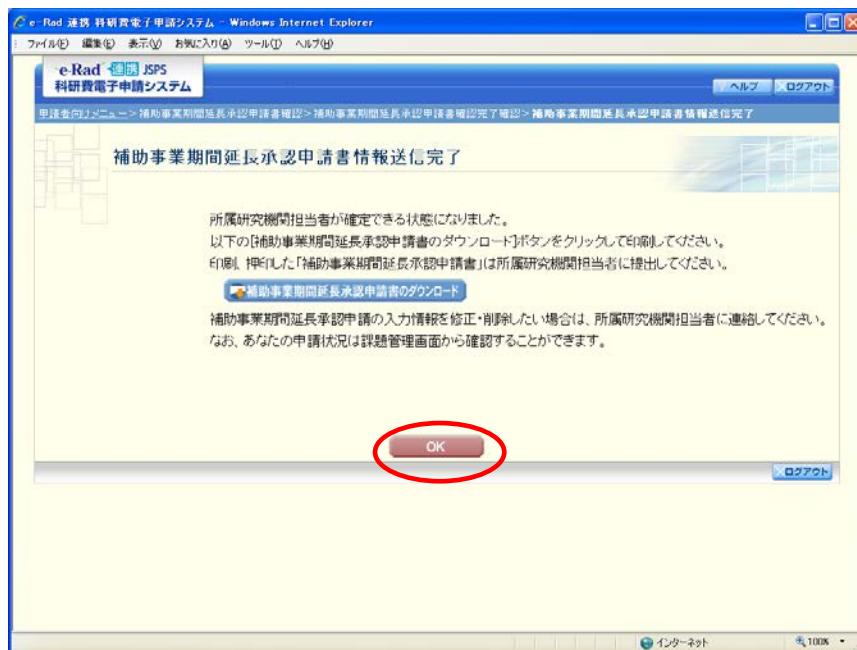 e-Rad 連携 科研費電子申請システム - Windows Internet Explorer
ファイル(F) 編集(E) 表示(V) お気に入り(A) ツール(T) ヘルプ(H)
e-Rad 連携 JSPS
科研費電子申請システム
ヘルプ ログアウト
申請者向けメニュー>補助事業期間延長承認申請書確認>補助事業期間延長承認申請書確認完了確認>補助事業期間延長承認申請書情報送信完了
補助事業期間延長承認申請書情報送信完了
所属研究機関担当者が確定できる状態になりました。
以下の[補助事業期間延長承認申請書のダウンロード]ボタンをクリックして印刷してください。
印刷、押印した「補助事業期間延長承認申請書」は所属研究機関担当者に提出してください。
補助事業期間延長承認申請書のダウンロード
補助事業期間延長承認申請の入力情報を修正・削除したい場合は、所属研究機関担当者に連絡してください。
なお、あなたの申請状況は課題管理画面から確認することができます。
OK
ログアウト
インターネット 100%